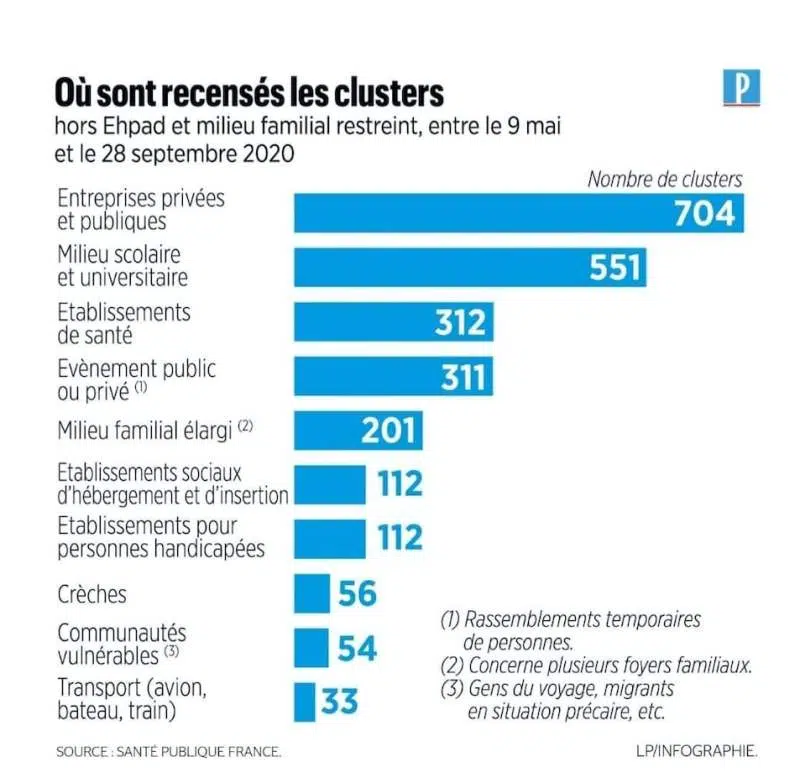 Où sont recensés les clusters
P
hors Ehpad et milieu familial restreint, entre le 9 mai
et le 28 septembre 2020
Nombre de clusters
Entreprises privées
et publiques
704
Milieu scolaire
et universitaire
551
Etablissements
de santé
312
Evènement public
ou privé (1)
311
Milieu familial élargi (2)
201
Etablissements sociaux
d'hébergement et d'insertion
112
Etablissements pour
personnes handicapées
112
Crèches
56
Communautés
vulnérables (3)
54
Transport (avion,
bateau, train)
33
(1) Rassemblements temporaires
de personnes.
(2) Concerne plusieurs foyers familiaux.
(3) Gens du voyage, migrants
en situation précaire, etc.
SOURCE : SANTÉ PUBLIQUE FRANCE.
LP/INFOGRAPHIE.